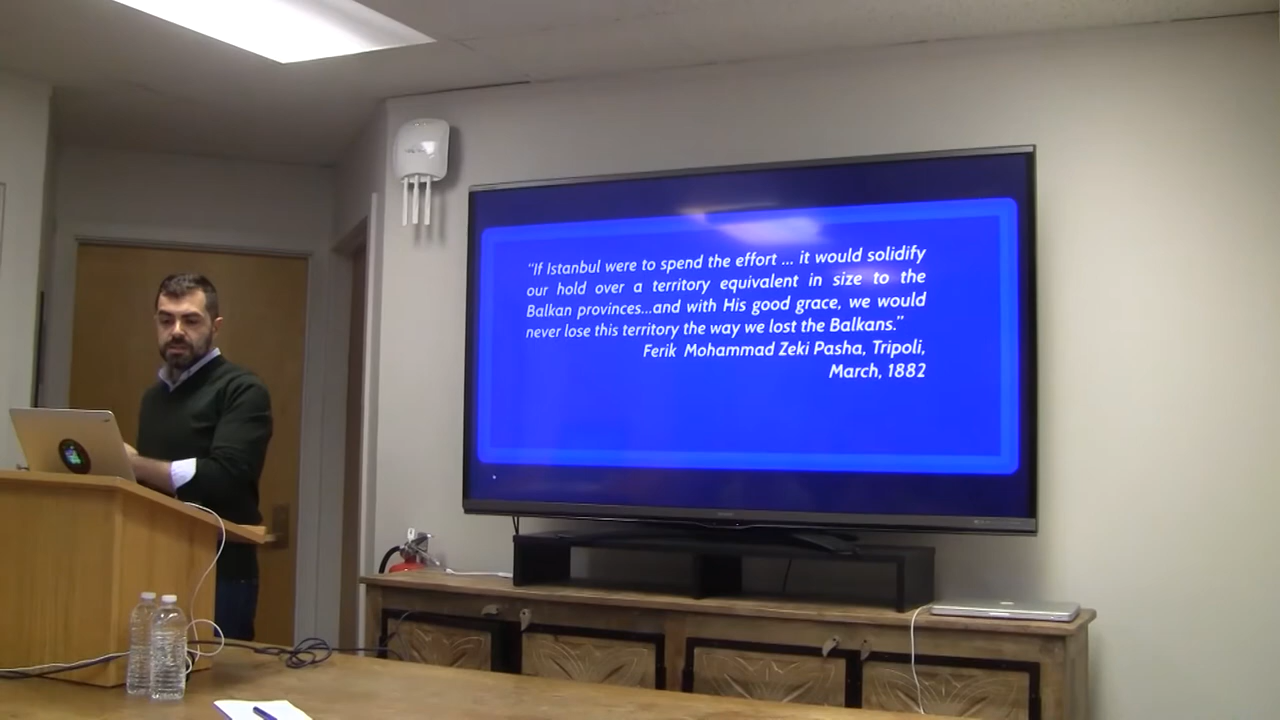 “If Istanbul were to spend the effort ... it would solidify
our hold over a territory equivalent in size to the
Balkan provinces...and with His good grace, we would
never lose this territory the way we lost the Balkans.”
Ferik Mohammad Zeki Pasha, Tripoli,
March, 1882